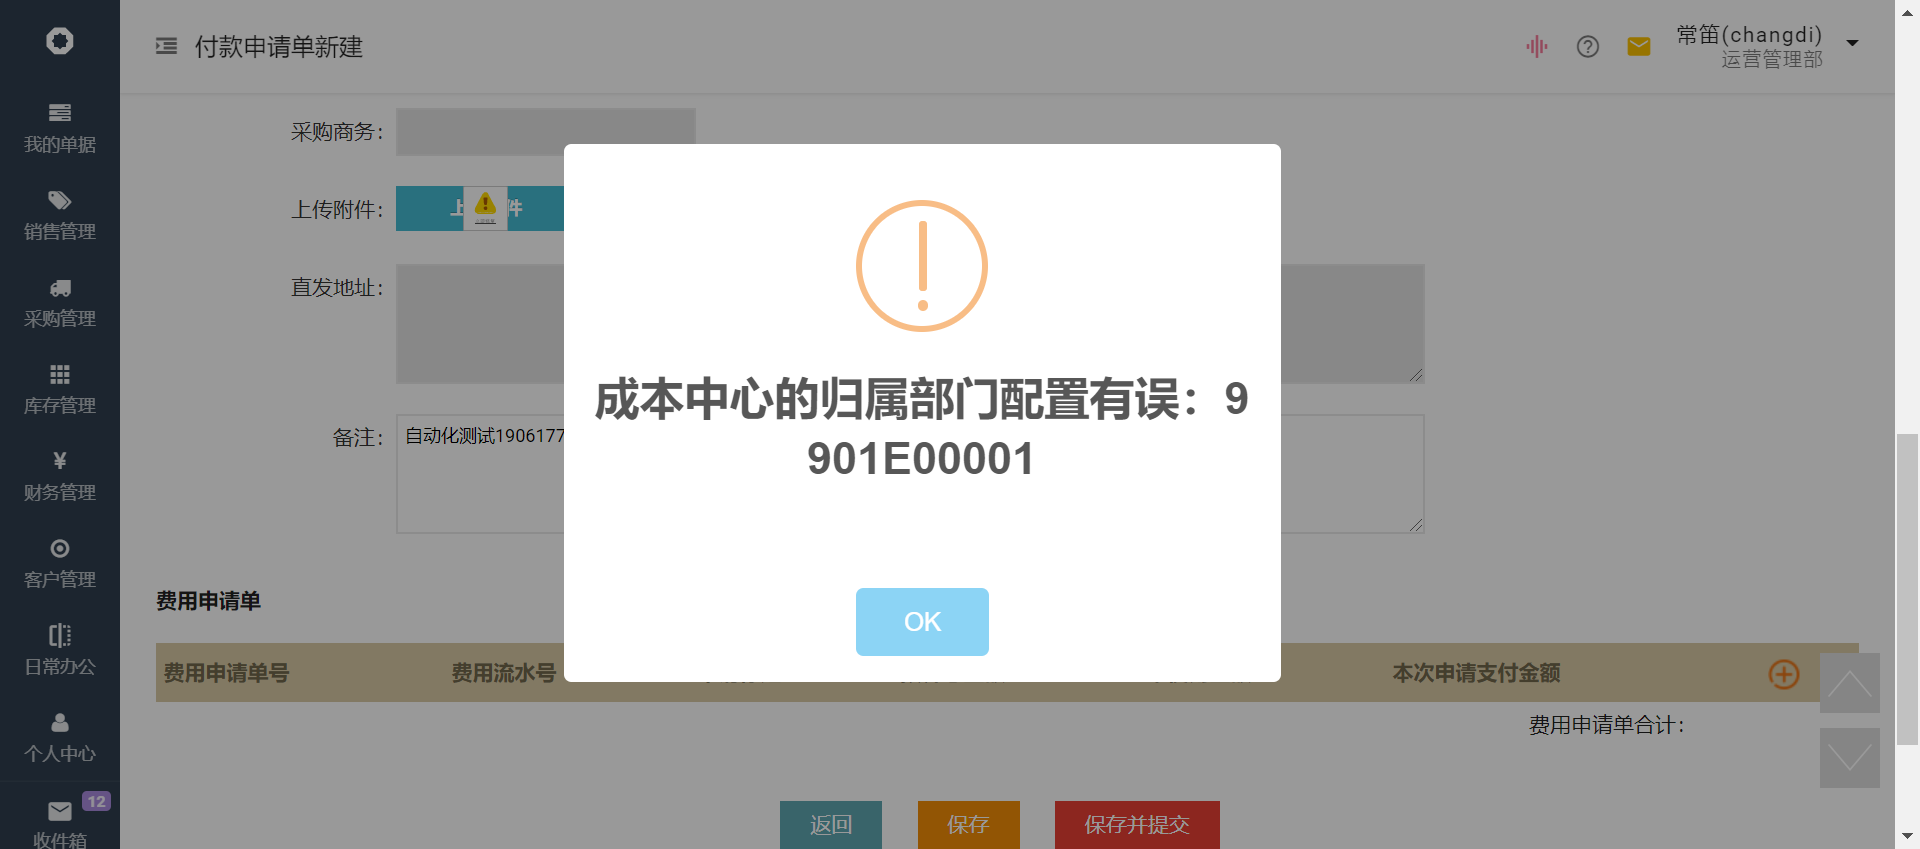 付款申请单新建
常笛(changdi)
运营管理部
我的单据
销售管理
采购管理
库存管理
财务管理
客户管理
日常办公
个人中心
12
收件箱
采购商务：
上传附件：
上 件
直发地址：
备注：
自动化测试1906177
成本中心的归属部门配置有误：9
901E00001
OK
费用申请单
费用申请单号 费用流水号 本次申请支付金额
费用申请单合计：
返回 保存 保存并提交